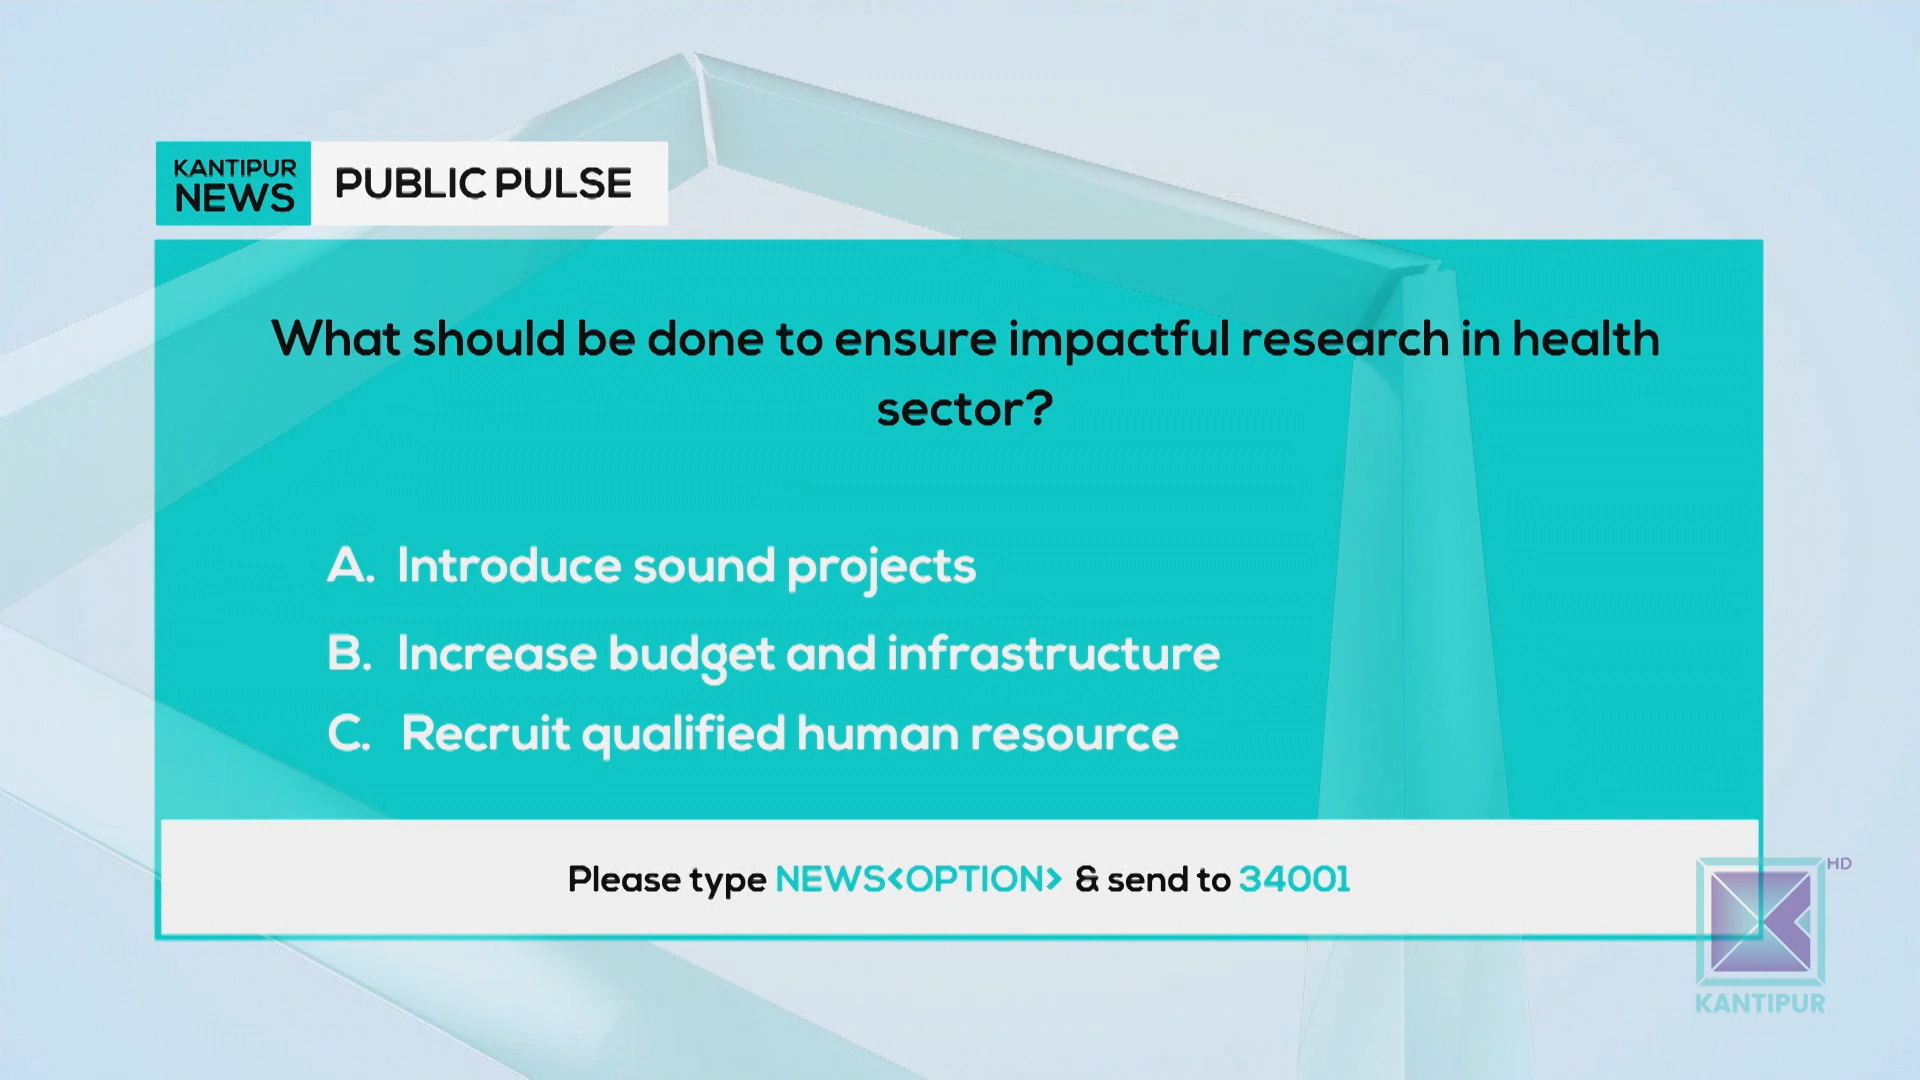 KANTIPUR
NEWS
PUBLIC PULSE
What should be done to ensure impactful research in health
sector?
A. Introduce sound projects
B. Increase budget and infrastructure
C. Recruit qualified human resource
Please type NEWS<OPTION> & send to 34001
HD
KANTIPUR